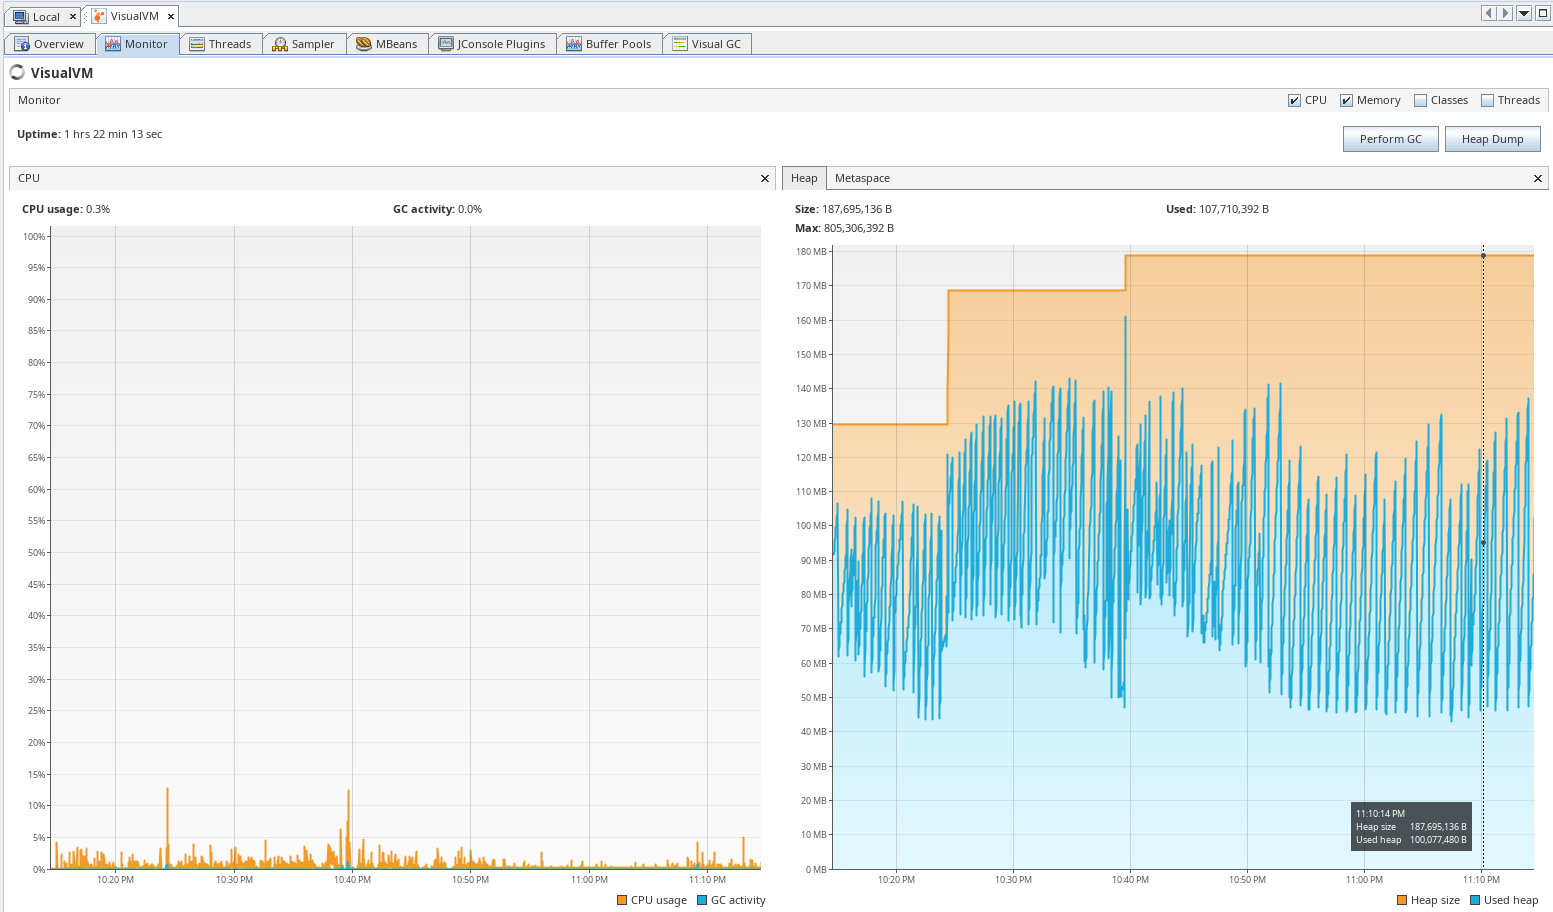 Local
VisualVM
Overview
Monitor
Threads
Sampler
MBeans
JConsole Plugins
Buffer Pools
Visual GC
VisualVM
Monitor
CPU
Memory
Classes
Threads
Uptime: 1 hrs 22 min 13 sec
Perform GC
Heap Dump
CPU
CPU usage: 0.3%
GC activity: 0.0%
100%
95%
90%
85%
80%
75%
70%
65%
60%
55%
50%
45%
40%
35%
30%
25%
20%
15%
10%
5%
0%
10:20 PM
10:30 PM
10:40 PM
10:50 PM
11:00 PM
11:10 PM
CPU usage
GC activity
Heap
Metaspace
Size: 187,695,136 B
Used: 107,710,392 B
Max: 805,306,392 B
180 MB
170 MB
160 MB
150 MB
140 MB
130 MB
120 MB
110 MB
100 MB
90 MB
80 MB
70 MB
60 MB
50 MB
40 MB
30 MB
20 MB
10 MB
0 MB
11:10:14 PM
Heap size 187,695,136 B
Used heap 100,077,480 B
10:20 PM
10:30 PM
10:40 PM
10:50 PM
11:00 PM
11:10 PM
Heap size
Used heap